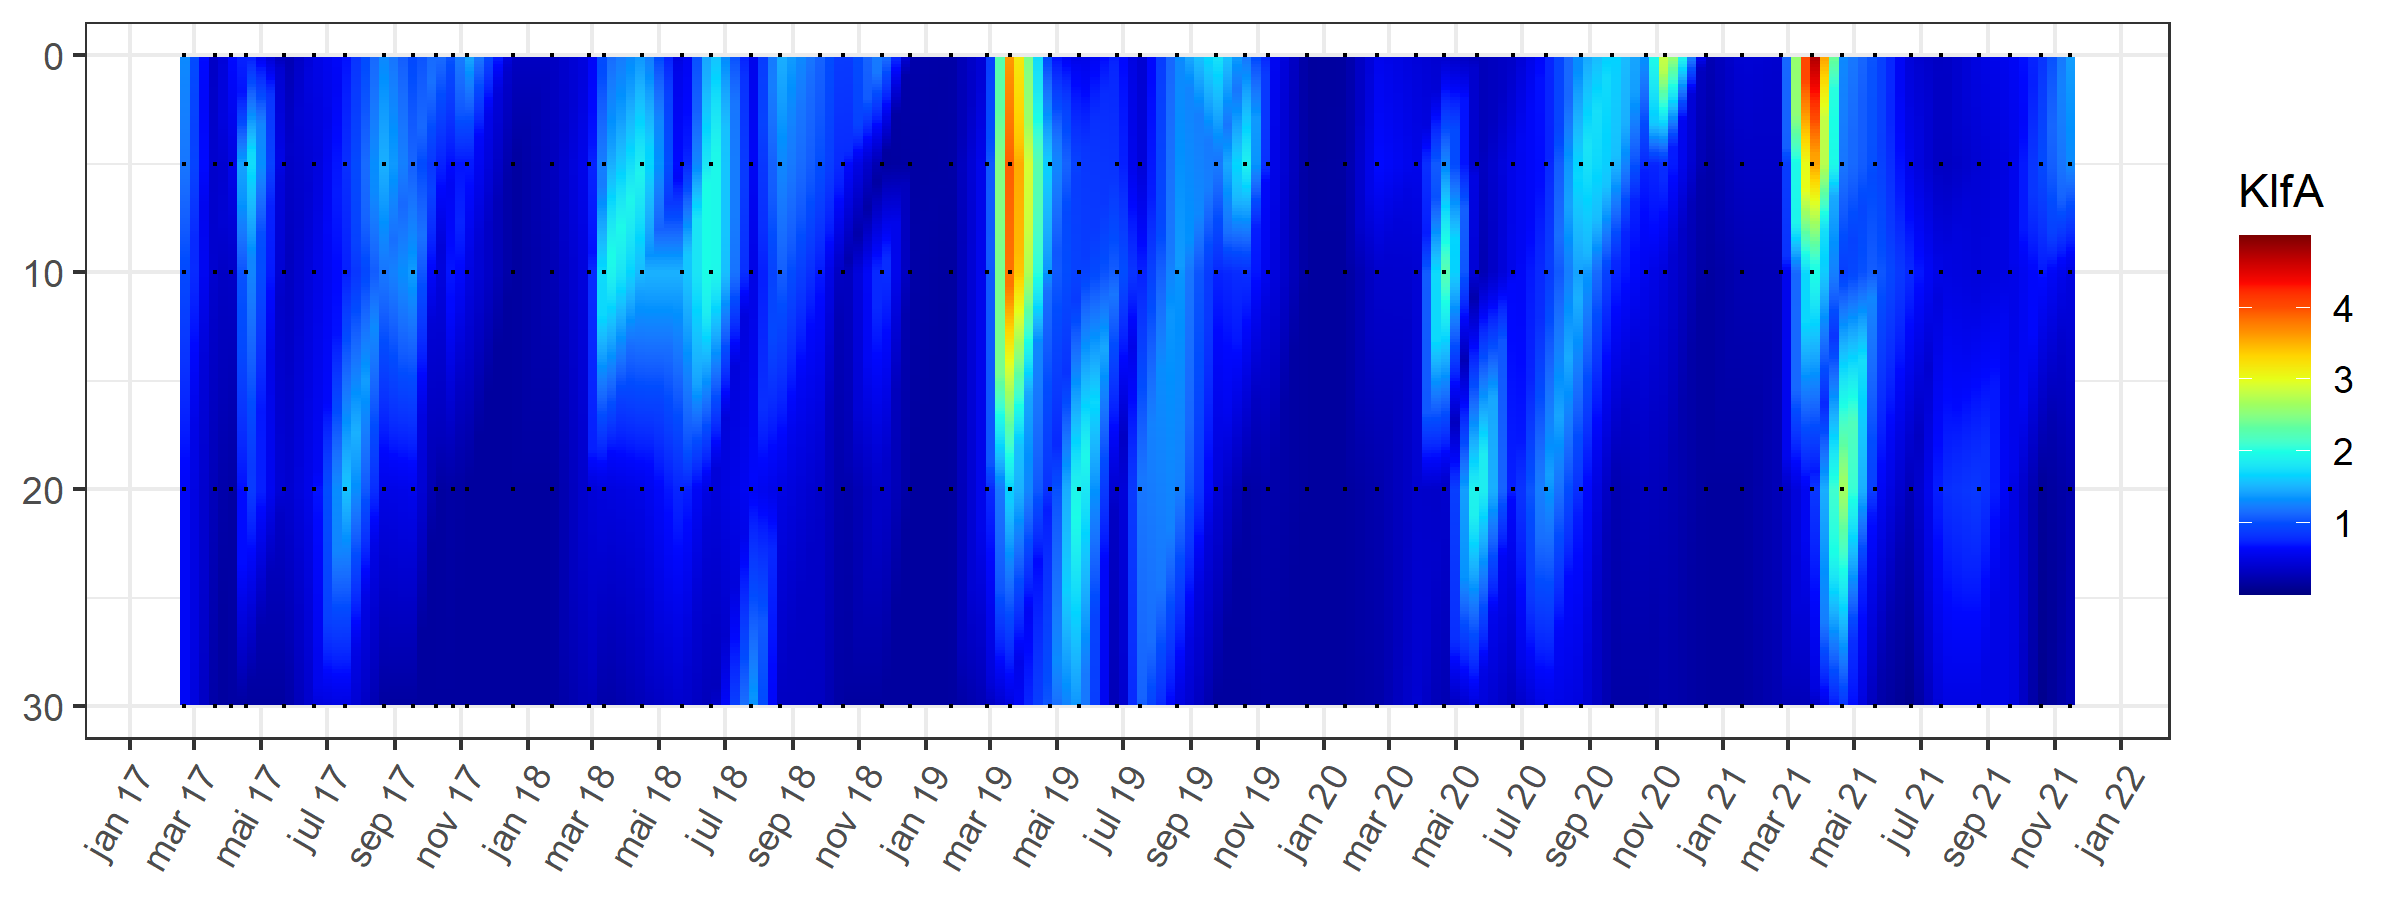 0
10
20
30
jan 17
mar 17
mai 17
jul 17
sep 17
nov 17
jan 18
mar 18
mai 18
jul 18
sep 18
nov 18
jan 19
mar 19
mai 19
jul 19
sep 19
nov 19
jan 20
mar 20
mai 20
jul 20
sep 20
nov 20
jan 21
mar 21
mai 21
jul 21
sep 21
nov 21
jan 22
KlfA
4
3
2
1